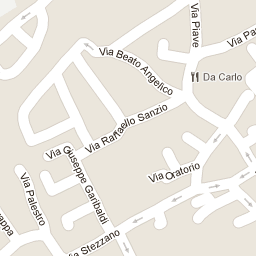 Via Piave
Via Pa
Via Beato Angelico
Da Carlo
Via Raffaello Sanzio
Via Giuseppe Garibaldi
Via Oratorio
Via Palestro
appa
Via Stezzano